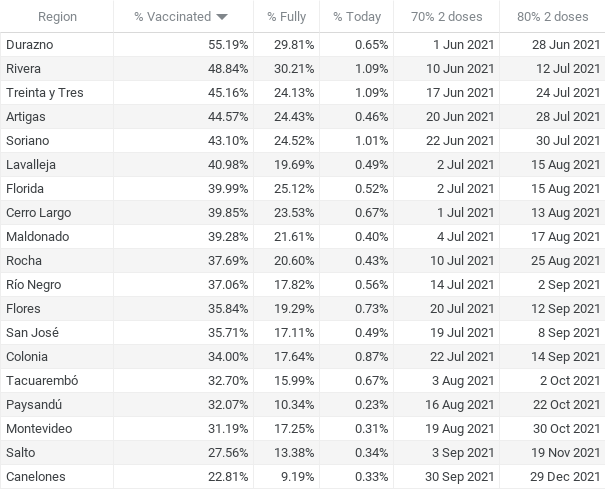 Region % Vaccinated % Fully % Today 70% 2 doses 80% 2 doses
Durazno 55.19% 29.81% 0.65% 1 Jun 2021 28 Jun 2021
Rivera 48.84% 30.21% 1.09% 10 Jun 2021 12 Jul 2021
Treinta y Tres 45.16% 24.13% 1.09% 17 Jun 2021 24 Jul 2021
Artigas 44.57% 24.43% 0.46% 20 Jun 2021 28 Jul 2021
Soriano 43.10% 24.52% 1.01% 22 Jun 2021 30 Jul 2021
Lavalleja 40.98% 19.69% 0.49% 2 Jul 2021 15 Aug 2021
Florida 39.99% 25.12% 0.52% 2 Jul 2021 15 Aug 2021
Cerro Largo 39.85% 23.53% 0.67% 1 Jul 2021 13 Aug 2021
Maldonado 39.28% 21.61% 0.40% 4 Jul 2021 17 Aug 2021
Rocha 37.69% 20.60% 0.43% 10 Jul 2021 25 Aug 2021
Río Negro 37.06% 17.82% 0.56% 14 Jul 2021 2 Sep 2021
Flores 35.84% 19.29% 0.73% 20 Jul 2021 12 Sep 2021
San José 35.71% 17.11% 0.49% 19 Jul 2021 8 Sep 2021
Colonia 34.00% 17.64% 0.87% 22 Jul 2021 14 Sep 2021
Tacuarembó 32.70% 15.99% 0.67% 3 Aug 2021 2 Oct 2021
Paysandú 32.07% 10.34% 0.23% 16 Aug 2021 22 Oct 2021
Montevideo 31.19% 17.25% 0.31% 19 Aug 2021 30 Oct 2021
Salto 27.56% 13.38% 0.34% 3 Sep 2021 19 Nov 2021
Canelones 22.81% 9.19% 0.33% 30 Sep 2021 29 Dec 2021